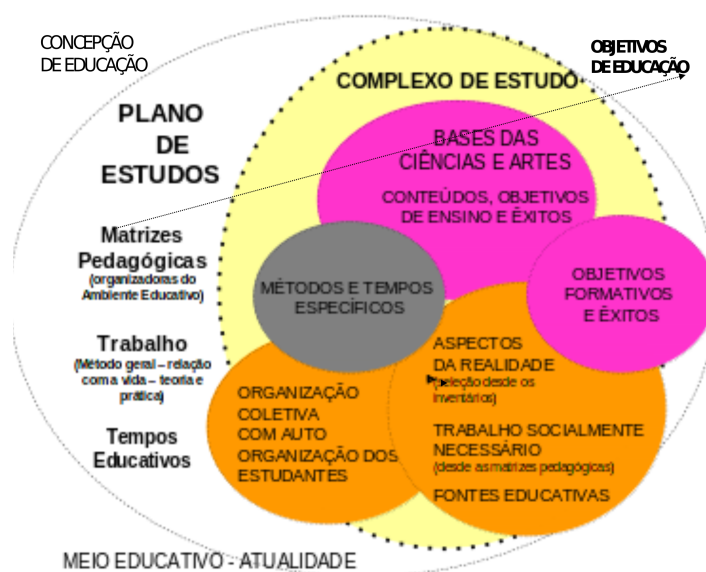 CONCEPÇÃO
DE EDUCAÇÃO
OBJETIVOS
DE EDUCAÇÃO
COMPLEXO DE ESTUDO
PLANO
DE
ESTUDOS
BASES DAS
CIÊNCIAS E ARTES
CONTEÚDOS, OBJETIVOS
DE ENSINO E ÊXITOS
Matrizes
Pedagógicas
(organizadoras do
Ambiente Educativo)
MÉTODOS E TEMPOS
ESPECÍFICOS
OBJETIVOS
FORMATIVOS
E ÊXITOS
Trabalho
(Método geral – relação
com a vida – teoria e
prática)
ASPECTOS
DA REALIDADE
(seleção desde os
inventários)
Tempos
Educativos
ORGANIZAÇÃO
COLETIVA
COM AUTO
ORGANIZAÇÃO DOS
ESTUDANTES
TRABALHO SOCIALMENTE
NECESSÁRIO
(desde as matrizes pedagógicas)
FONTES EDUCATIVAS
MEIO EDUCATIVO - ATUALIDADE